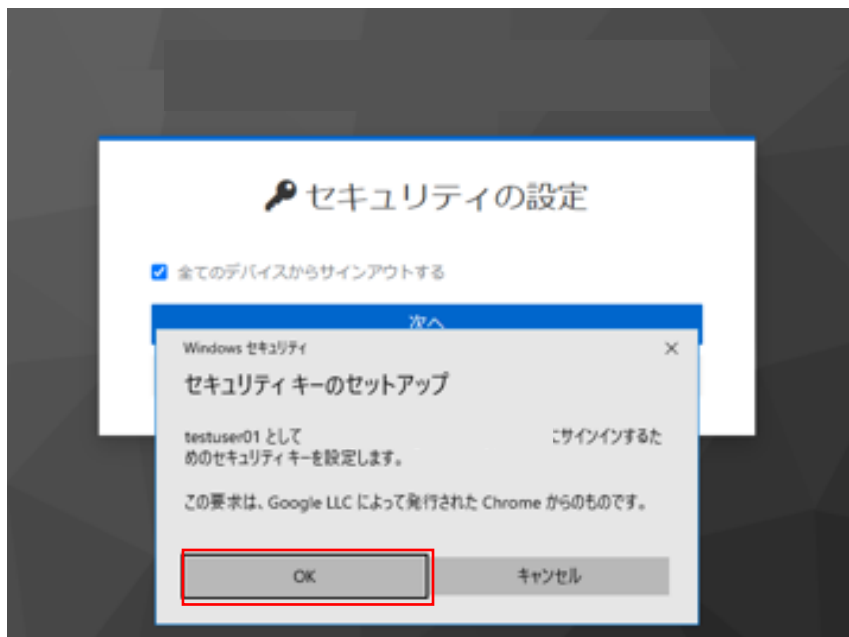 セキュリティの設定
全てのデバイスからサインアウトする
次へ
Windows セキュリティ
セキュリティ キーのセットアップ
testuser01 として にサインインするた
めのセキュリティ キーを設定します。
この要求は、Google LLC によって発行された Chrome からのものです。
OK キャンセル